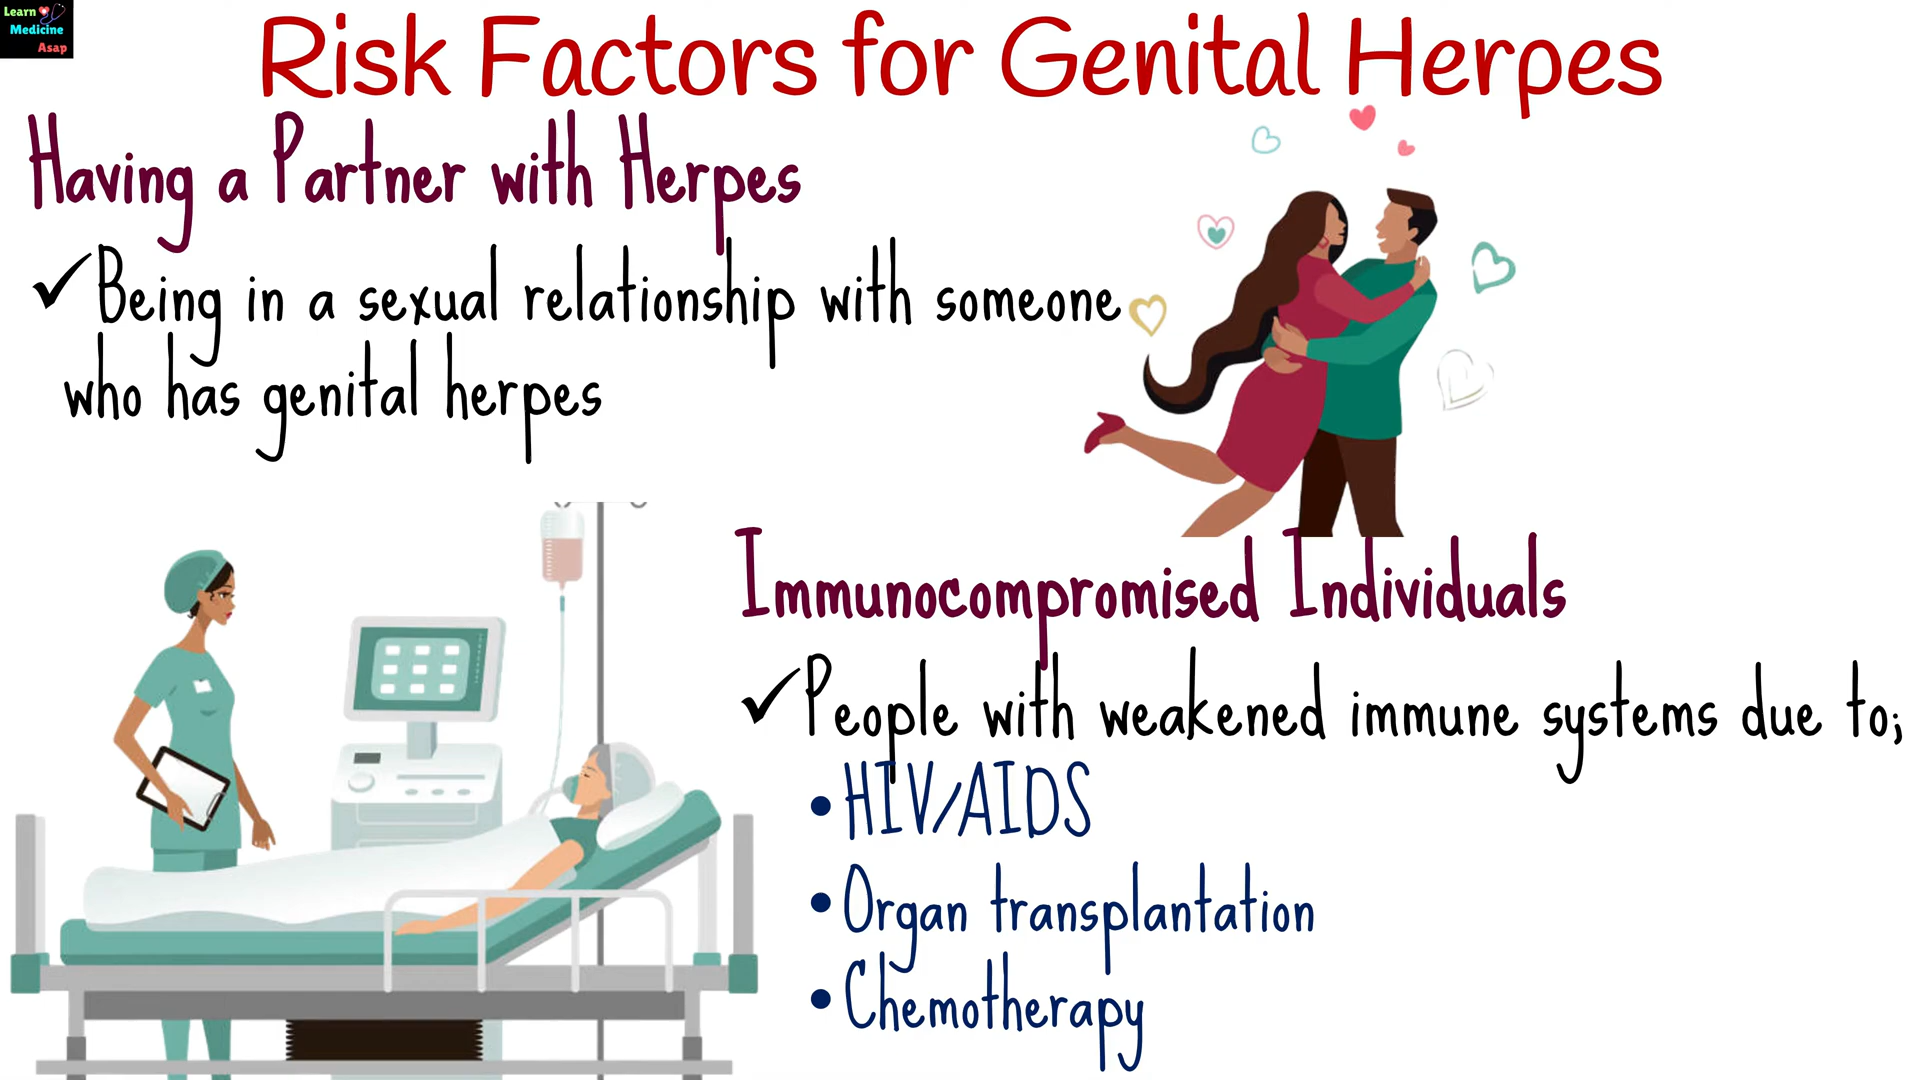 Learn
Medicine
Asap
Risk Factors for Genital Herpes
Having a Partner with Herpes
✓Being in a sexual relationship with someone
who has genital herpes
Immunocompromised Individuals
✓People with weakened immune systems due to;
•HIV/AIDS
•Organ transplantation
•Chemotherapy